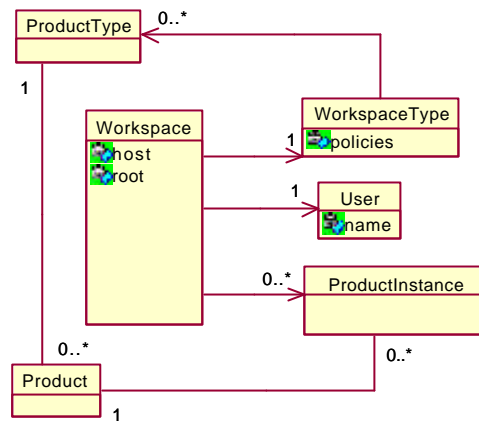 ProductType
0..*
1
WorkspaceType
policies
Workspace
host
root
1
1
User
name
0..*
ProductInstance
0..*
0..*
Product
1